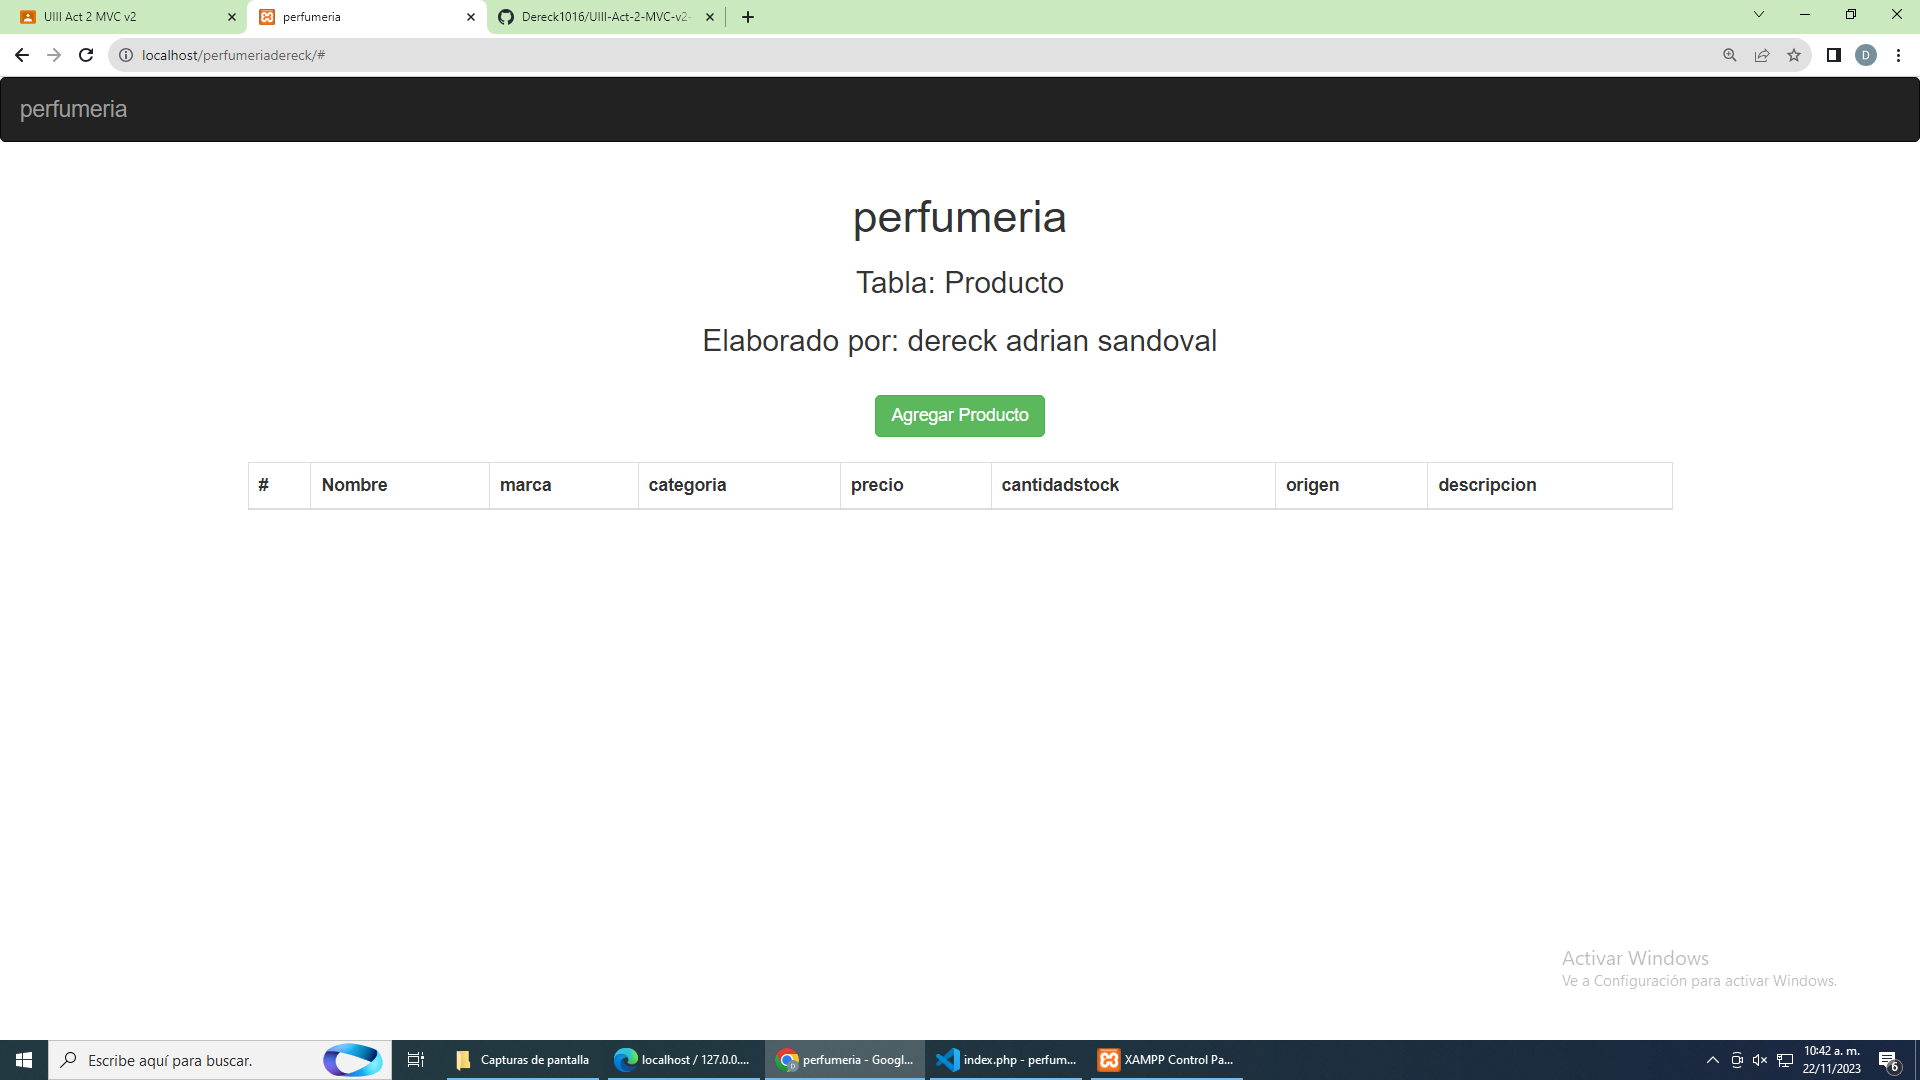 UIII Act 2 MVC v2
perfumeria
Dereck1016/UIII-Act-2-MVC-v2-
localhost/perfumeriadereck/#
D
perfumeria
perfumeria
Tabla: Producto
Elaborado por: dereck adrian sandoval
Agregar Producto
# Nombre marca categoria precio cantidadstock origen descripcion
Activar Windows
Ve a Configuración para activar Windows.
Escribe aquí para buscar.
Capturas de pantalla
localhost / 127.0.0....
perfumeria - Googl...
index.php - perfum...
XAMPP Control Pa...
10:42 a. m.
22/11/2023
6